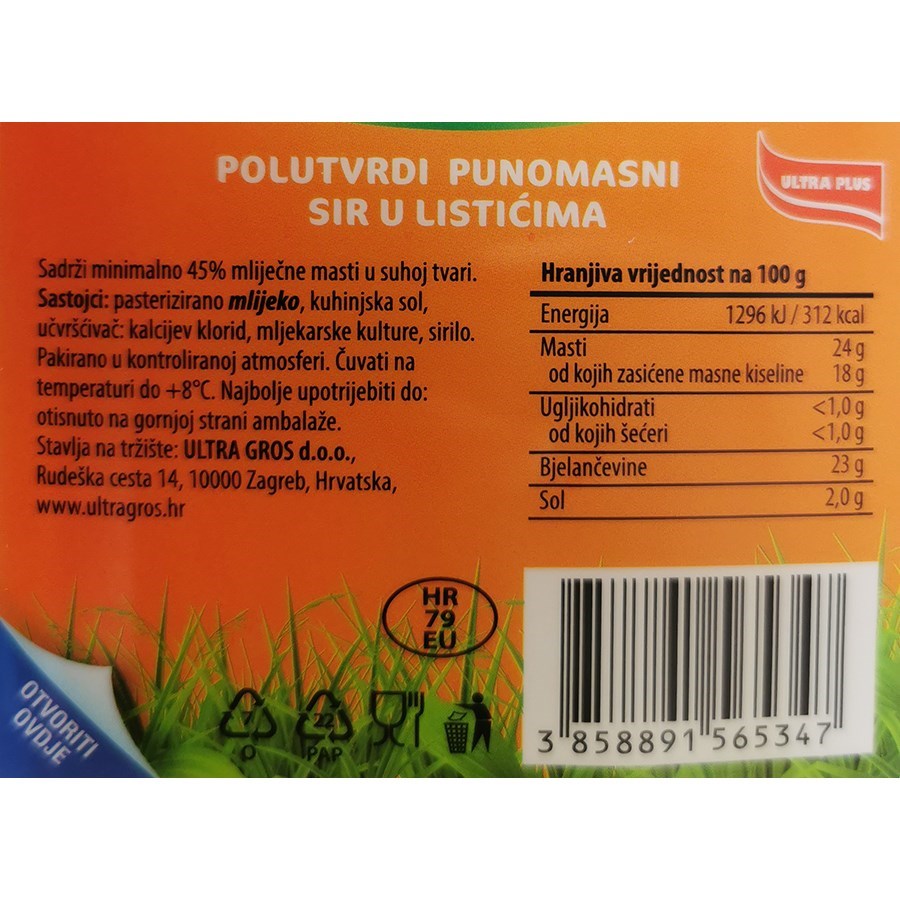 POLUTVRDI PUNOMASNI
SIR U LISTIĆIMA
ULTRA PLUS
Sadrži minimalno 45% mliječne masti u suhoj tvari.
Sastojci: pasterizirano mlijeko, kuhinjska sol,
učvršćivač: kalcijev klorid, mljekarske kulture, sirilo.
Pakirano u kontroliranoj atmosferi. Čuvati na
temperaturi do +8°C. Najbolje upotrijebiti do:
otisnuto na gornjoj strani ambalaže.
Stavlja na tržište: ULTRA GROS d.o.o.,
Rudeška cesta 14, 10000 Zagreb, Hrvatska,
www.ultragros.hr
Hranjiva vrijednost na 100 g
Energija 1296 kJ / 312 kcal
Masti 24 g
od kojih zasićene masne kiseline 18 g
Ugljikohidrati <1,0 g
od kojih šećeri <1,0 g
Bjelančevine 23 g
Sol 2,0 g
HR
79
EU
OTVORITI
OVDJE
7
O
22
PAP
3 858891 565347